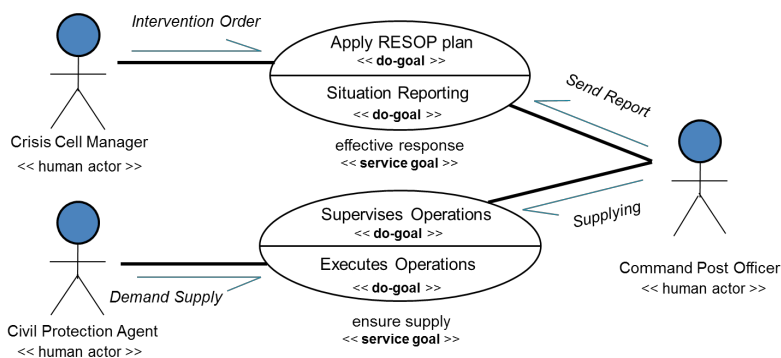 Intervention Order
Apply RESOP plan
<< do-goal >>
Situation Reporting
<< do-goal >>
effective response
<< service goal >>
Crisis Cell Manager
<< human actor >>
Send Report
Supplying
Supervises Operations
<< do-goal >>
Executes Operations
<< do-goal >>
ensure supply
<< service goal >>
Demand Supply
Civil Protection Agent
<< human actor >>
Command Post Officer
<< human actor >>